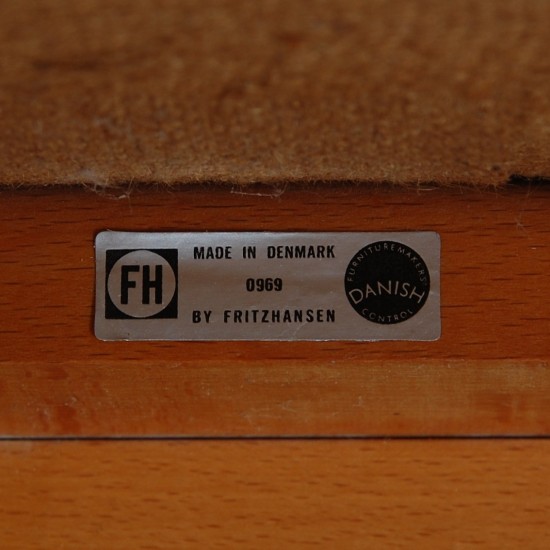 FH
MADE IN DENMARK
0969
BY FRITZHANSEN
FURNITUREMAKERS'
DANISH
CONTROL